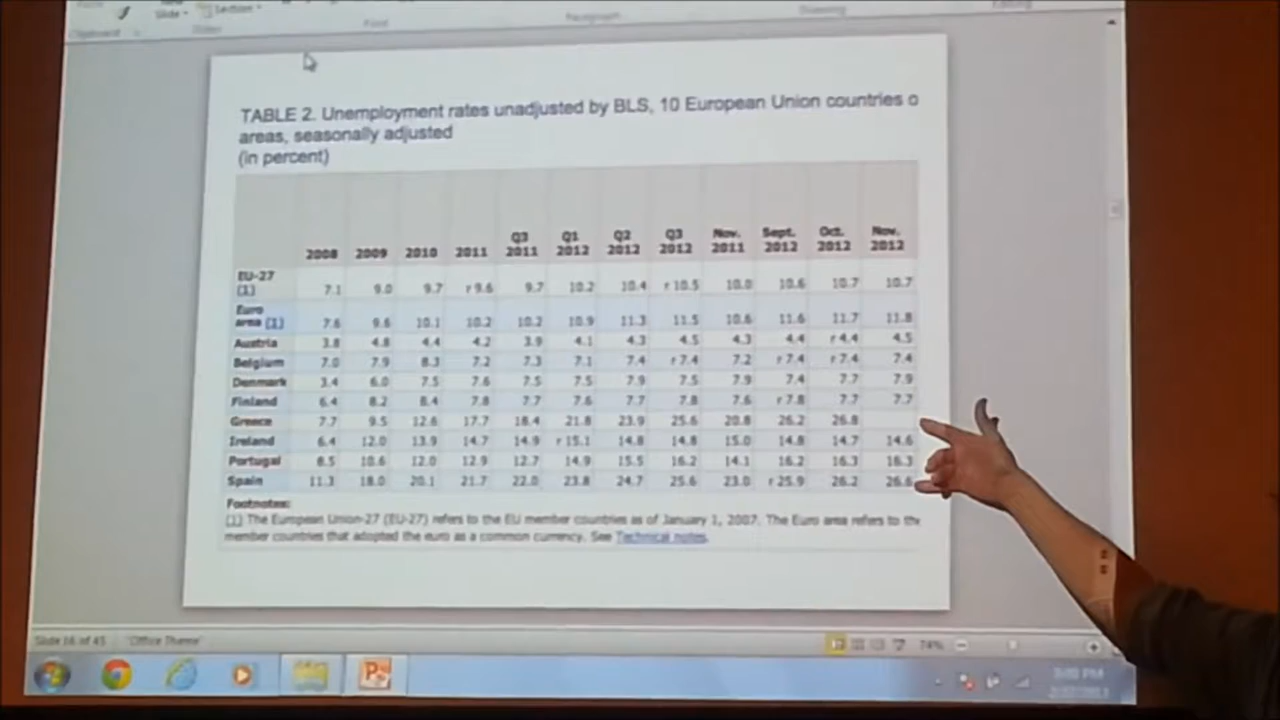 Slide
Section
Font
Paragraph
Drawing
Editing
Clipboard
Slides
TABLE 2. Unemployment rates unadjusted by BLS, 10 European Union countries o
areas, seasonally adjusted
(in percent)
2008 2009 2010 2011 Q3 2011 Q1 2012 Q2 2012 Q3 2012 Nov. 2011 Sept. 2012 Oct. 2012 Nov. 2012
EU-27 (1) 7.1 9.0 9.7 r 9.6 9.7 10.2 10.4 r 10.5 10.0 10.6 10.7 10.7
Euro area (1) 7.6 9.6 10.1 10.2 10.2 10.9 11.3 11.5 10.6 11.6 11.7 11.8
Austria 3.8 4.8 4.4 4.2 3.9 4.1 4.3 4.5 4.3 4.4 r 4.4 4.5
Belgium 7.0 7.9 8.3 7.2 7.3 7.1 7.4 r 7.4 7.2 r 7.4 r 7.4 7.4
Denmark 3.4 6.0 7.5 7.6 7.5 7.5 7.9 7.5 7.9 7.4 7.7 7.9
Finland 6.4 8.2 8.4 7.8 7.7 7.6 7.7 7.8 7.6 r 7.8 7.7 7.7
Greece 7.7 9.5 12.6 17.7 18.4 21.8 23.9 25.6 20.8 26.2 26.8
Ireland 6.4 12.0 13.9 14.7 14.9 r 15.1 14.8 14.8 15.0 14.8 14.7 14.6
Portugal 8.5 10.6 12.0 12.9 12.7 14.9 15.5 16.2 14.1 16.2 16.3 16.3
Spain 11.3 18.0 20.1 21.7 22.0 23.8 24.7 25.6 23.0 r 25.9 26.2 26.6
Footnotes:
(1) The European Union-27 (EU-27) refers to the EU member countries as of January 1, 2007. The Euro area refers to the
member countries that adopted the euro as a common currency. See Technical notes.
Slide 16 of 45 "Office Theme" 74%